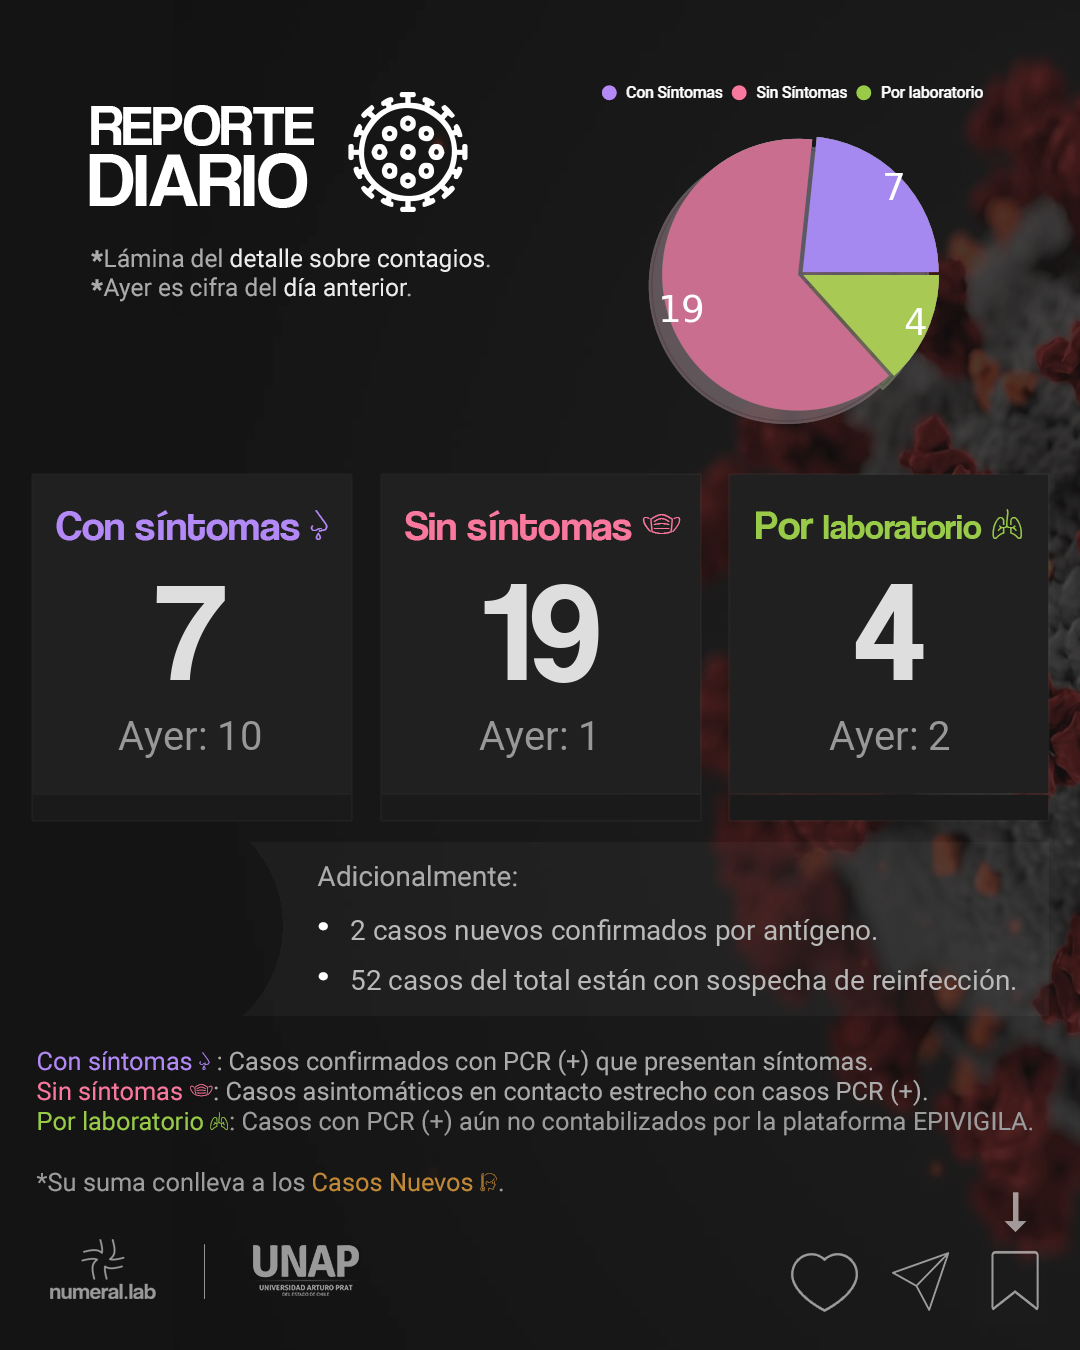 REPORTE
DIARIO
*Lámina del detalle sobre contagios.
*Ayer es cifra del día anterior.
Con Síntomas Sin Síntomas Por laboratorio
7
19
4
Con síntomas
7
Ayer: 10
Sin síntomas
19
Ayer: 1
Por laboratorio
4
Ayer: 2
Adicionalmente:
• 2 casos nuevos confirmados por antígeno.
• 52 casos del total están con sospecha de reinfección.
Con síntomas : Casos confirmados con PCR (+) que presentan síntomas.
Sin síntomas : Casos asintomáticos en contacto estrecho con casos PCR (+).
Por laboratorio : Casos con PCR (+) aún no contabilizados por la plataforma EPIVIGILA.
*Su suma conlleva a los Casos Nuevos .
numeral.lab
UNAP
UNIVERSIDAD ARTURO PRAT
DEL ESTADO DE CHILE